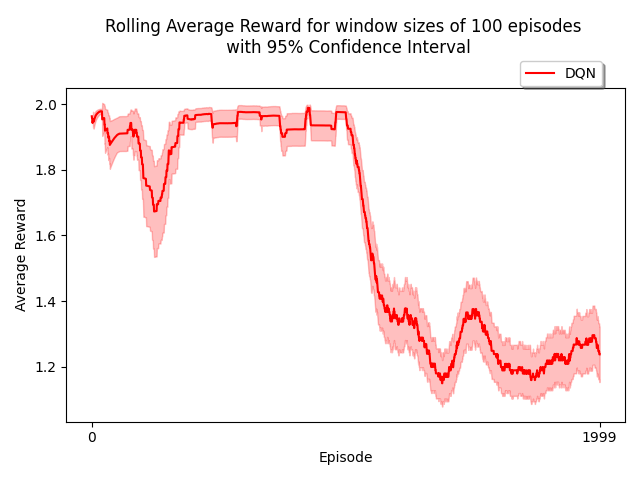 Rolling Average Reward for window sizes of 100 episodes
with 95% Confidence Interval
DQN
2.0
1.8
1.6
1.4
1.2
Average Reward
0
1999
Episode